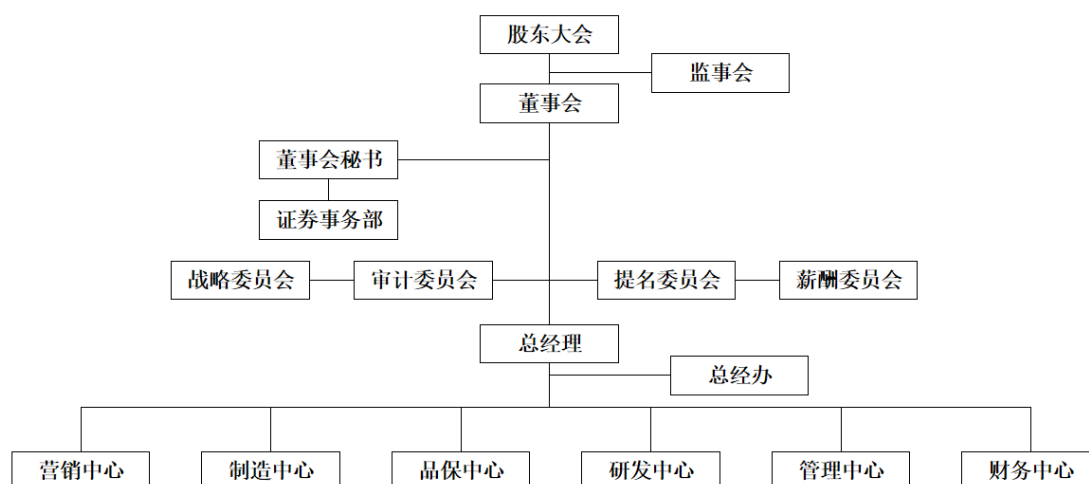 股东大会
监事会
董事会
董事会秘书
证券事务部
战略委员会
审计委员会
提名委员会
薪酬委员会
总经理
总经办
营销中心
制造中心
品保中心
研发中心
管理中心
财务中心